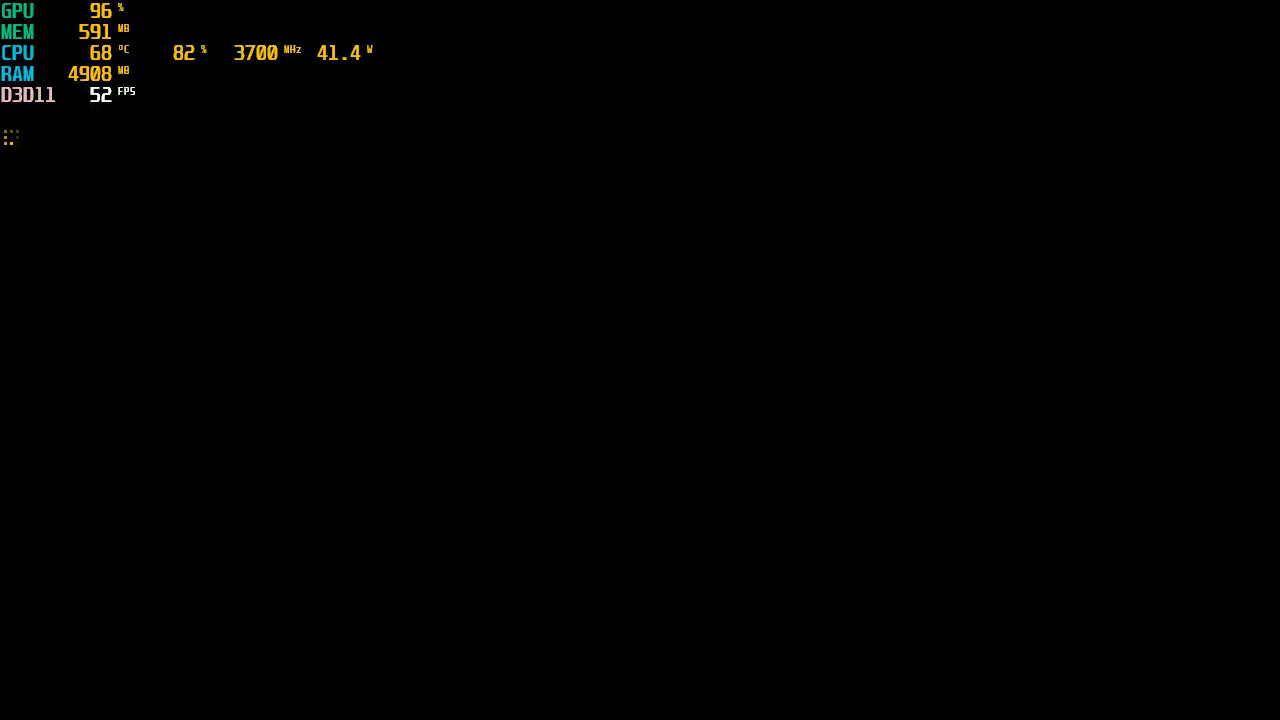 GPU 96 %
MEM 591 MB
CPU 68 °C 82 % 3700 MHz 41.4 W
RAM 4908 MB
D3D11 52 FPS